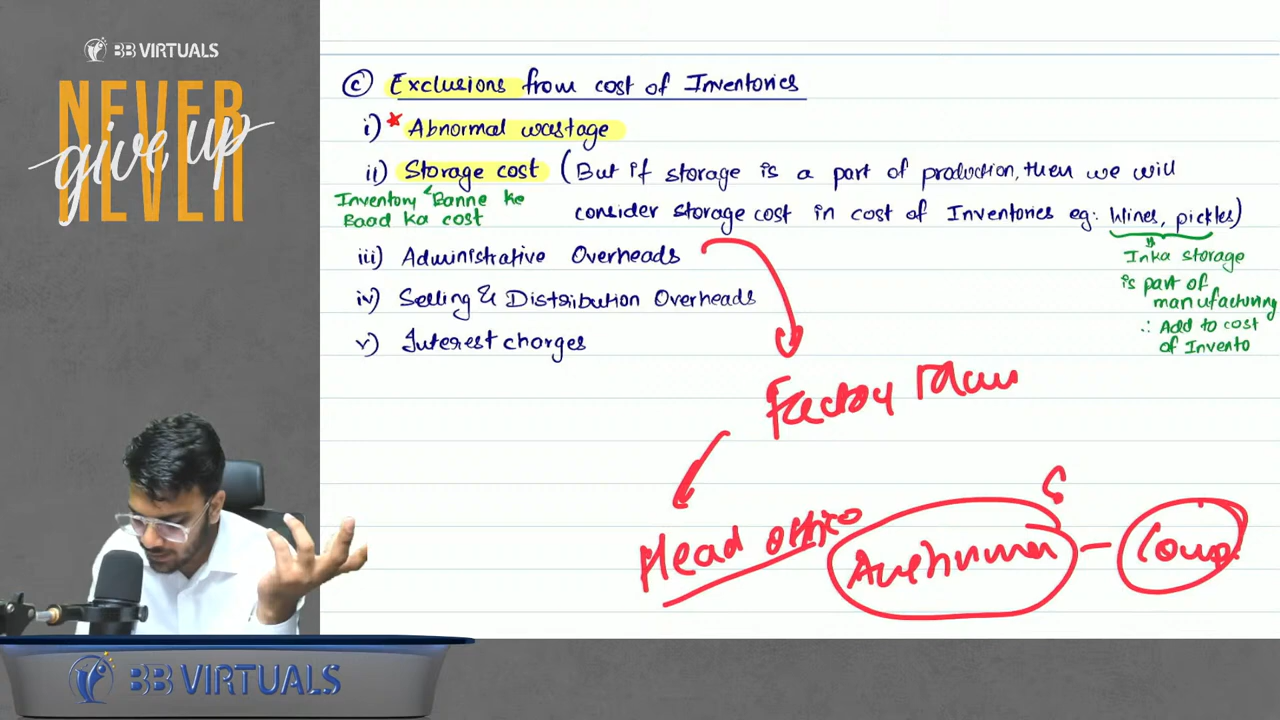 BB VIRTUALS
NEVER
give up
NEVER
(c) Exclusions from cost of Inventories
i) * Abnormal wastage
ii) Storage cost (But if storage is a part of production, then we will
consider storage cost in cost of Inventories eg: Wines, pickles)
Inventory Banne ke
Baad ka cost
Inka storage
is part of
manufacturing
∴ Add to cost
of Invento
iii) Administrative Overheads
iv) Selling & Distribution Overheads
v) Interest charges
Factory
Head office
BB VIRTUALS